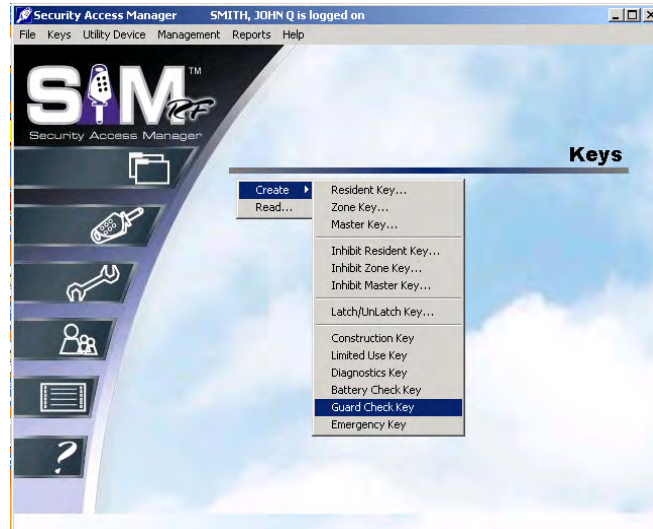 Security Access Manager SMITH, JOHN Q is logged on
File Keys Utility Device Management Reports Help
SAM TM
RF
Security Access Manager
Keys
Create
Read...
Resident Key...
Zone Key...
Master Key...
Inhibit Resident Key...
Inhibit Zone Key...
Inhibit Master Key...
Latch/UnLatch Key...
Construction Key
Limited Use Key
Diagnostics Key
Battery Check Key
Guard Check Key
Emergency Key
?